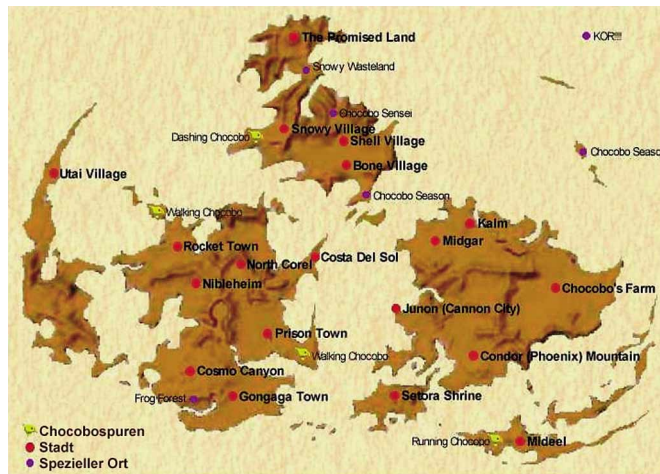 The Promised Land
KOR!!!
Snowy Wasteland
Chocobo Sensei
Snowy Village
Dashing Chocobo
Shell Village
Chocobo Seaso
Bone Village
Utai Village
Chocobo Season
Walking Chocobo
Kalm
Midgar
Rocket Town
Costa Del Sol
North Corel
Nibleheim
Chocobo's Farm
Junon (Cannon City)
Prison Town
Walking Chocobo
Condor (Phoenix) Mountain
Cosmo Canyon
Frog Forest
Gongaga Town
Setora Shrine
Chocobospuren
Running Chocobo
Mideel
Stadt
Spezieller Ort